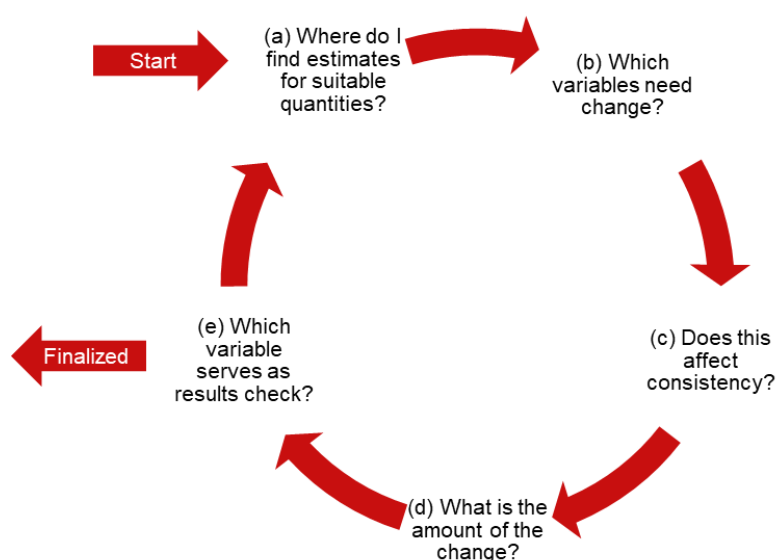 Start
(a) Where do I
find estimates
for suitable
quantities?
(b) Which
variables need
change?
(c) Does this
affect
consistency?
(d) What is the
amount of the
change?
(e) Which
variable
serves as
results check?
Finalized